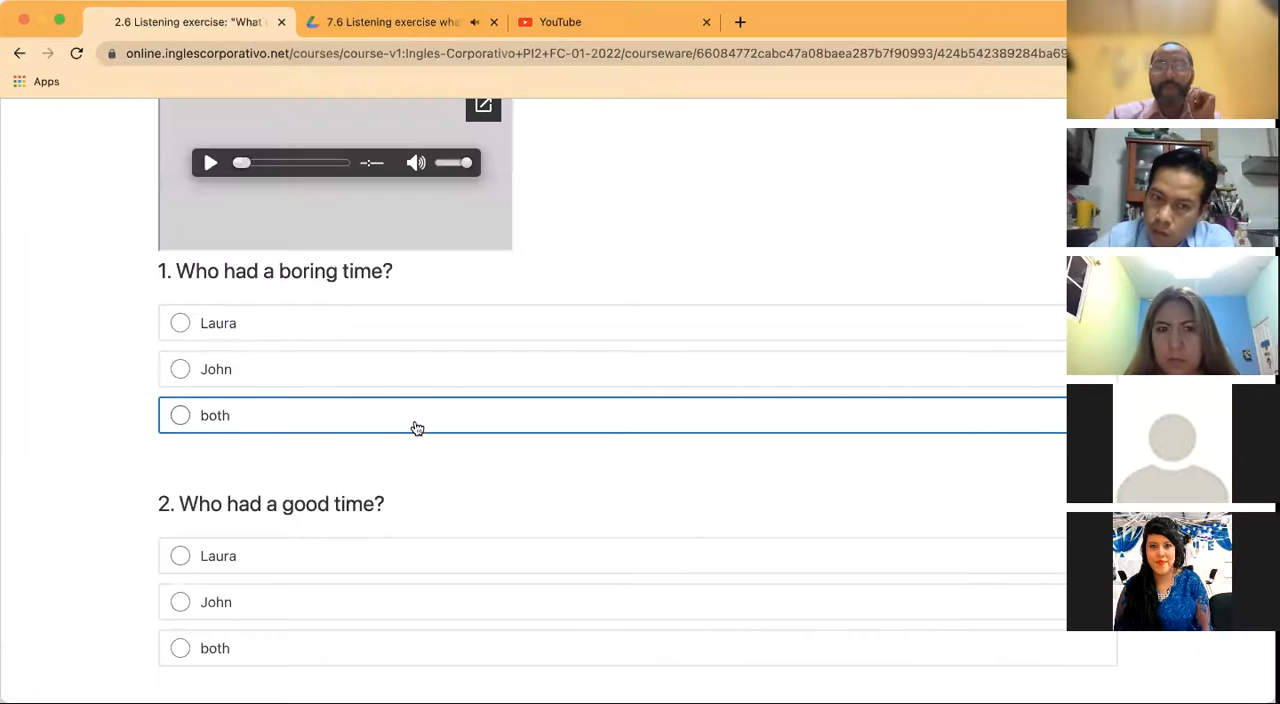 2.6 Listening exercise: "What
7.6 Listening exercise wha
YouTube
online.inglescorporativo.net/courses/course-v1:Ingles-Corporativo+PI2+FC-01-2022/courseware/66084772cabc47a08baea287b7f90993/424b542389284ba69
Apps
1. Who had a boring time?
Laura
John
both
2. Who had a good time?
Laura
John
both